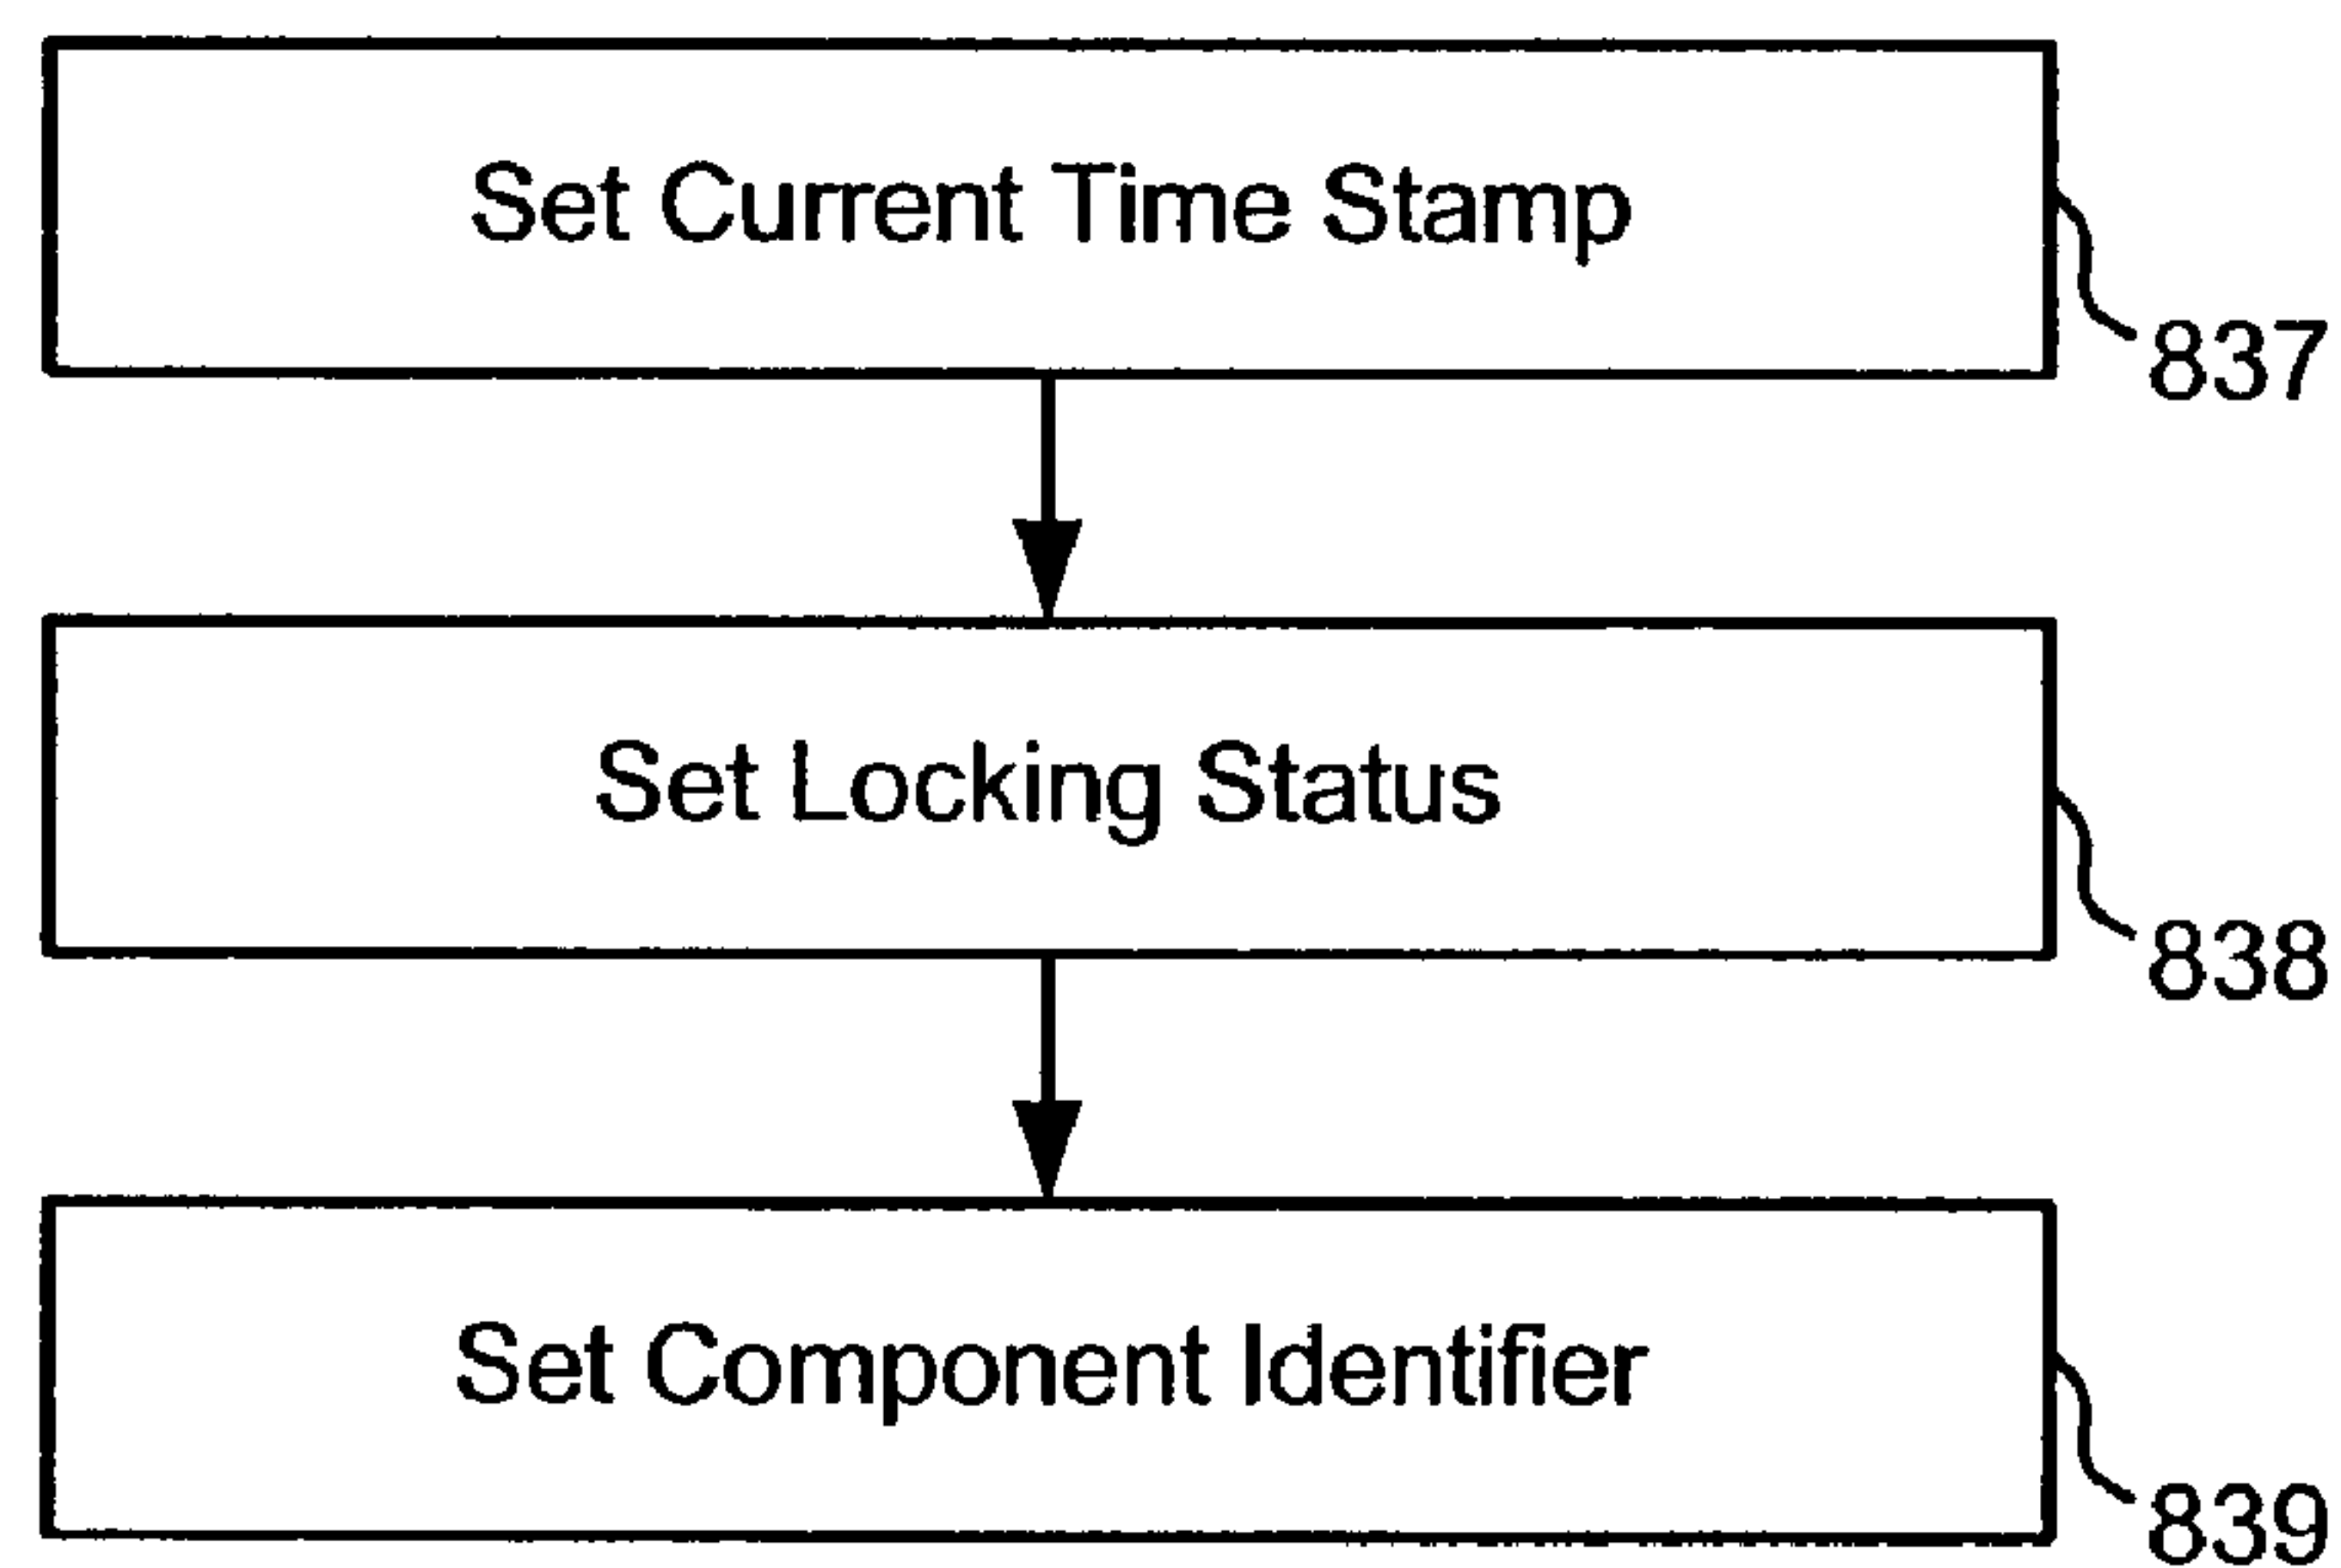 Set Current Time Stamp
837
Set Locking Status
838
Set Component Identifier
839